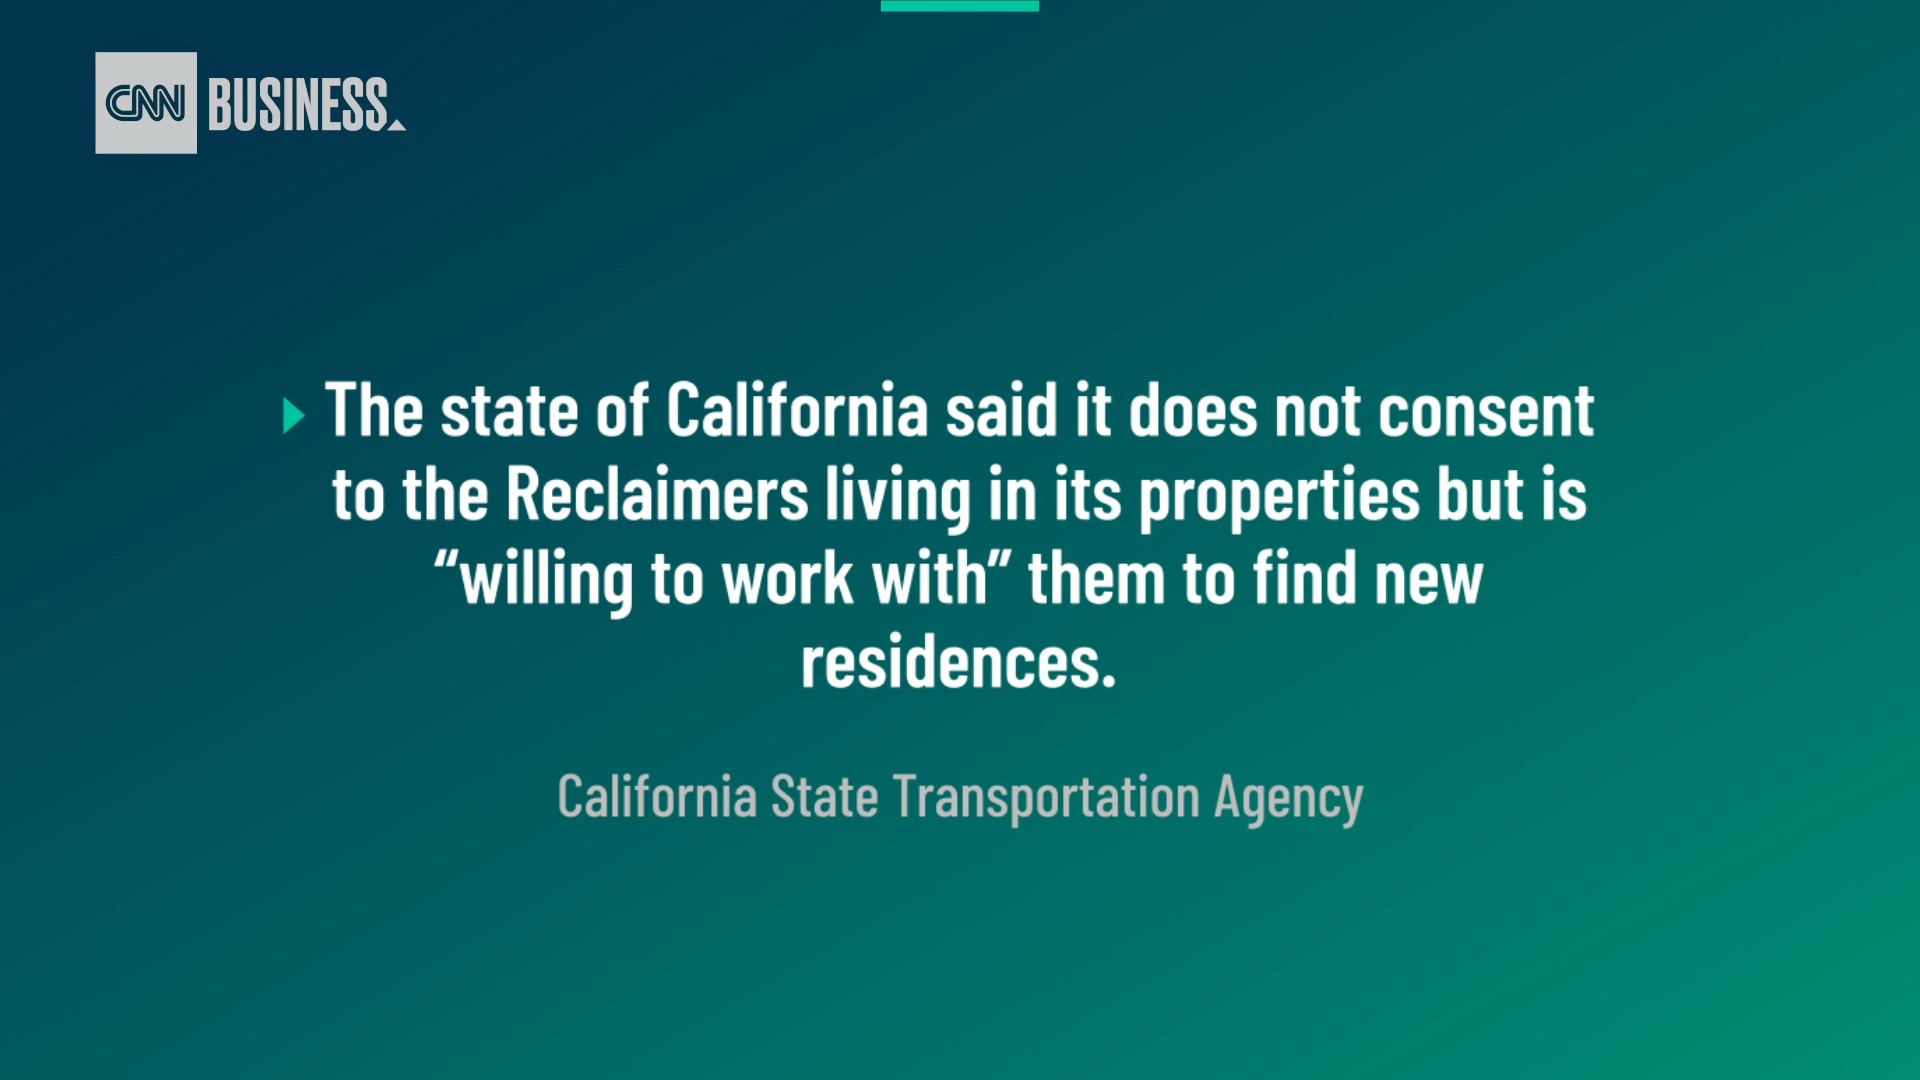 CNN BUSINESS.
The state of California said it does not consent
to the Reclaimers living in its properties but is
“willing to work with” them to find new
residences.
California State Transportation Agency